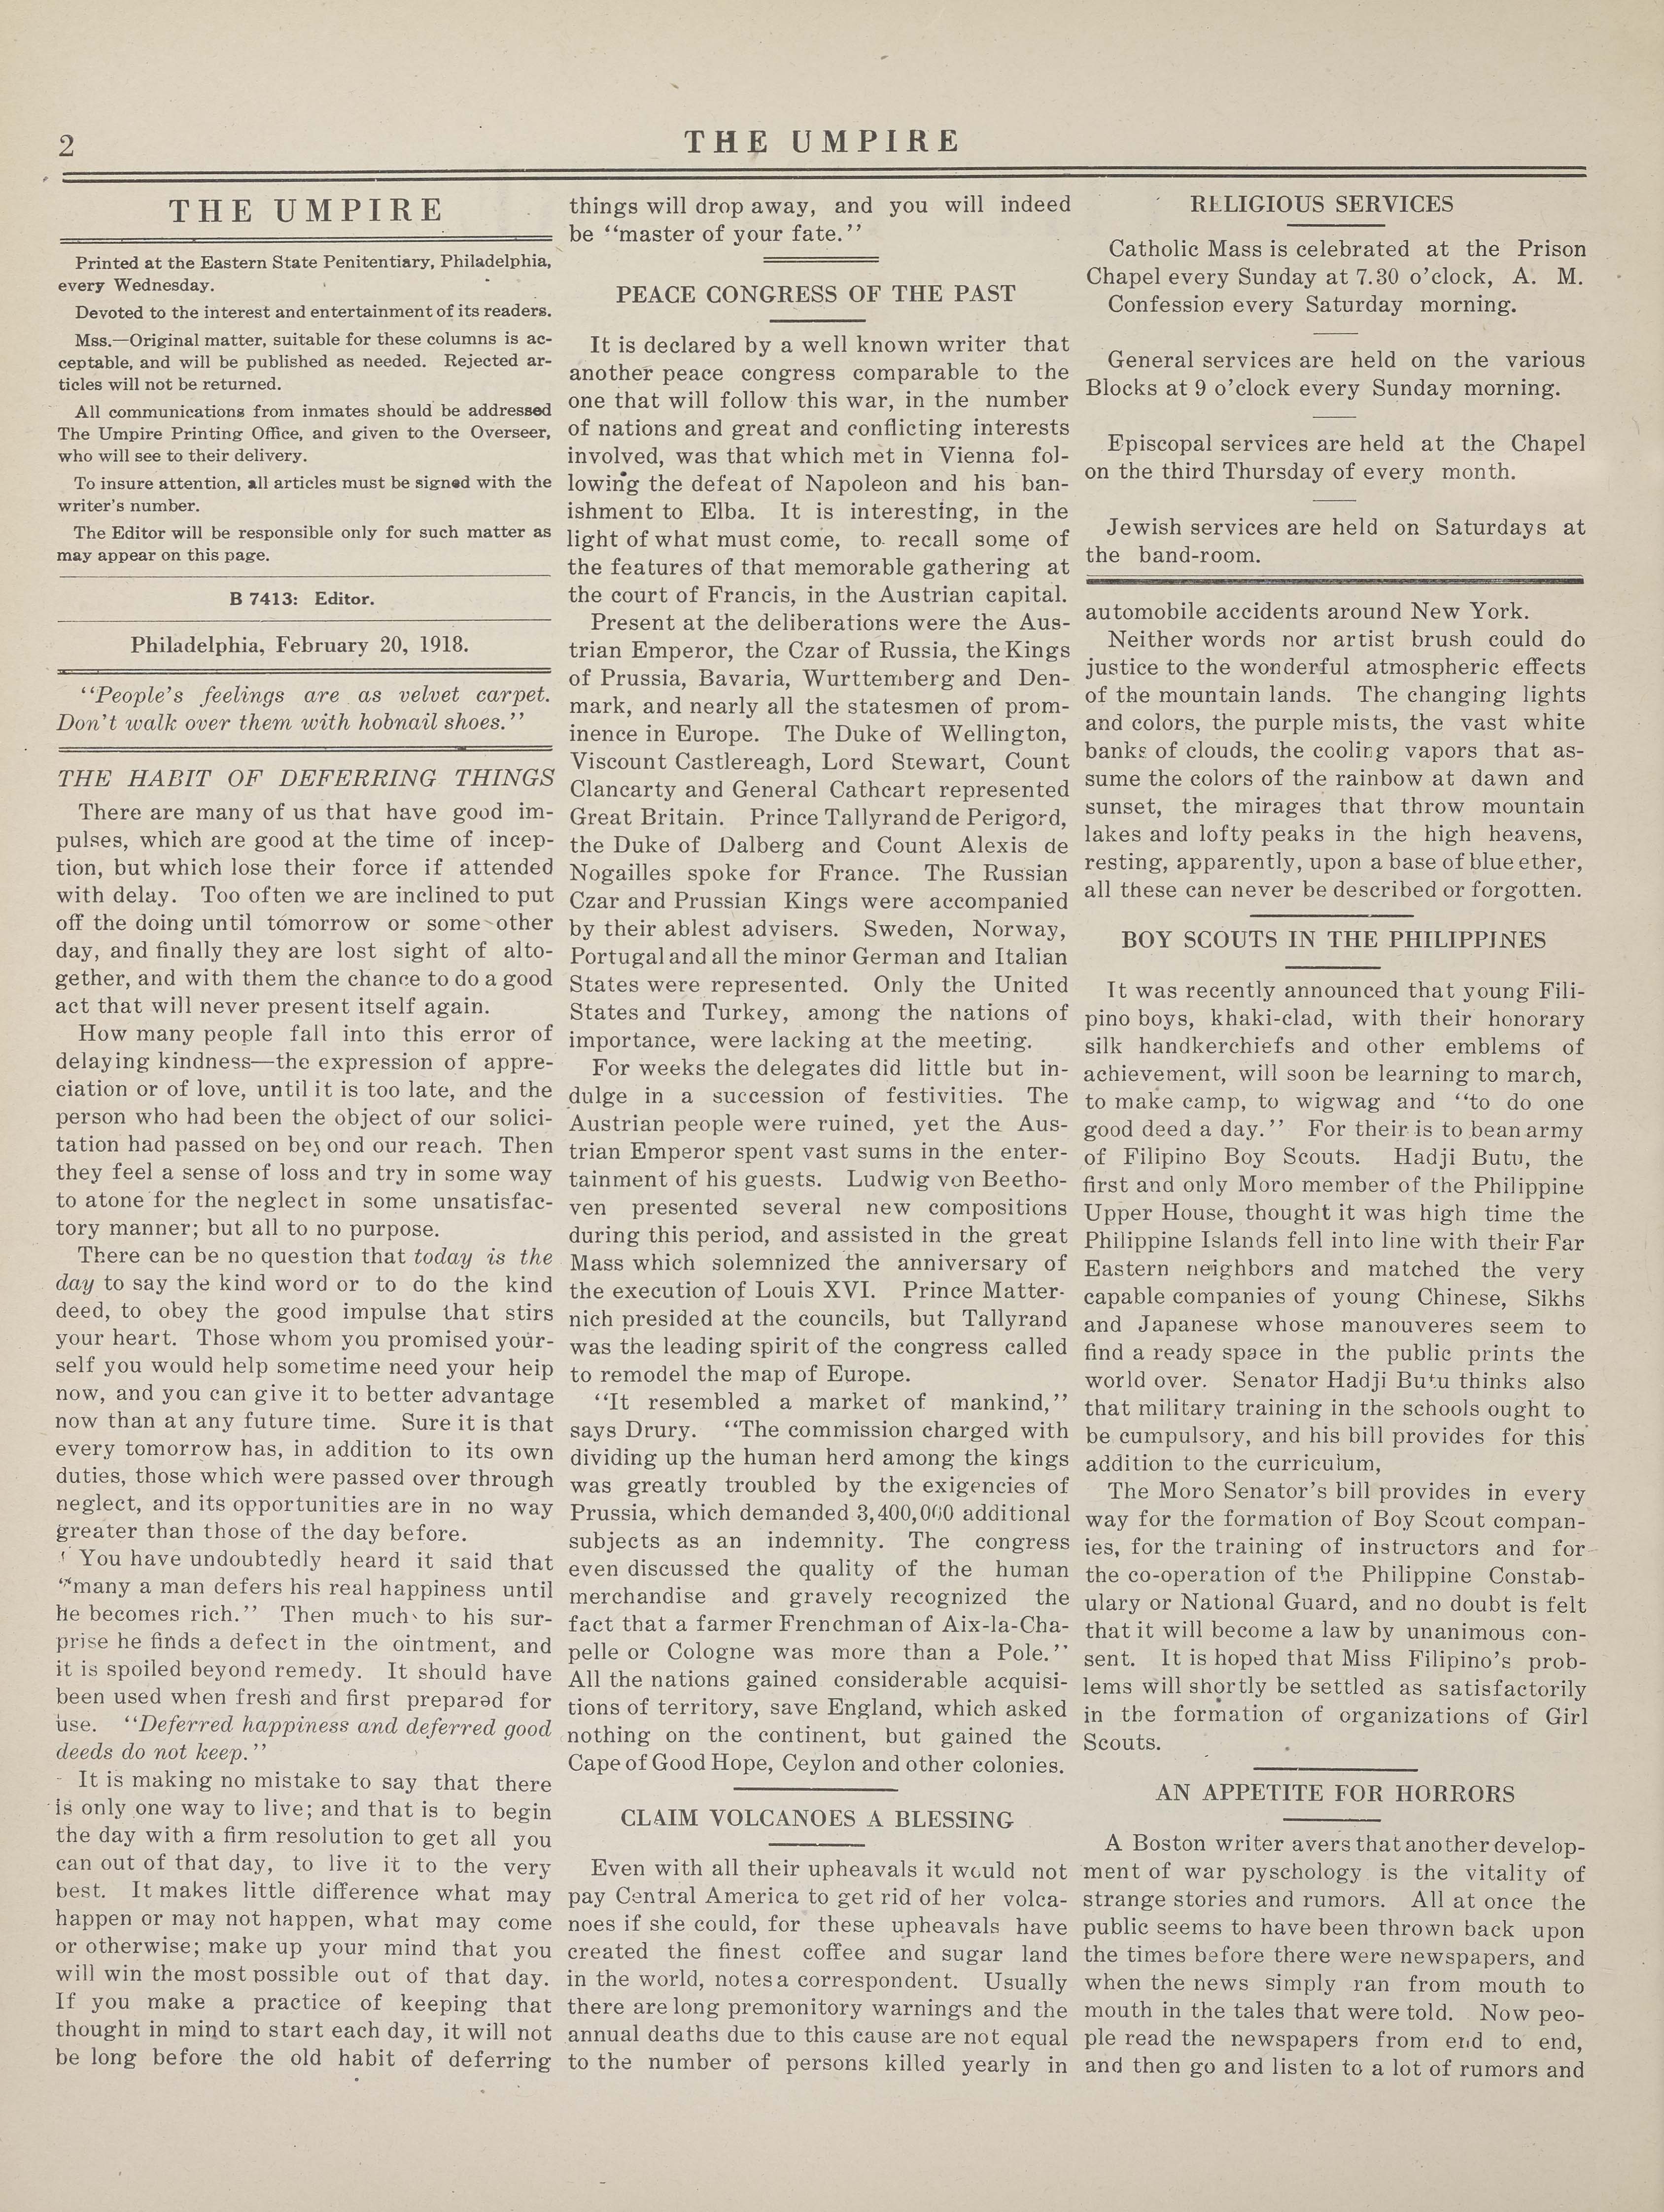 2
THE UMPIRE
THE UMPIRE
Printed at the Eastern State Penitentiary, Philadelphia,
every Wednesday.
Devoted to the interest and entertainment of its readers.
Mss.—Original matter, suitable for these columns is ac-
ceptable, and will be published as needed. Rejected ar-
ticles will not be returned.
All communications from inmates should be addressed
The Umpire Printing Office, and given to the Overseer,
who will see to their delivery.
To insure attention, all articles must be signed with the
writer's number.
The Editor will be responsible only for such matter as
may appear on this page.
B 7413: Editor.
Philadelphia, February 20, 1918.
"People's feelings are as velvet carpet.
Don't walk over them with hobnail shoes."
THE HABIT OF DEFERRING THINGS
There are many of us that have good im-
pulses, which are good at the time of incep-
tion, but which lose their force if attended
with delay. Too often we are inclined to put
off the doing until tomorrow or some other
day, and finally they are lost sight of alto-
gether, and with them the chance to do a good
act that will never present itself again.
How many people fall into this error of
delaying kindness—the expression of appre-
ciation or of love, until it is too late, and the
person who had been the object of our solici-
tation had passed on beyond our reach. Then
they feel a sense of loss and try in some way
to atone for the neglect in some unsatisfac-
tory manner; but all to no purpose.
There can be no question that today is the
day to say the kind word or to do the kind
deed, to obey the good impulse that stirs
your heart. Those whom you promised your-
self you would help sometime need your heip
now, and you can give it to better advantage
now than at any future time. Sure it is that
every tomorrow has, in addition to its own
duties, those which were passed over through
neglect, and its opportunities are in no way
greater than those of the day before.
You have undoubtedly heard it said that
"many a man defers his real happiness until
he becomes rich." Then much to his sur-
prise he finds a defect in the ointment, and
it is spoiled beyond remedy. It should have
been used when fresh and first prepared for
use. "Deferred happiness and deferred good
deeds do not keep."
It is making no mistake to say that there
is only one way to live; and that is to begin
the day with a firm resolution to get all you
can out of that day, to live it to the very
best. It makes little difference what may
happen or may not happen, what may come
or otherwise; make up your mind that you
will win the most possible out of that day.
If you make a practice of keeping that
thought in mind to start each day, it will not
be long before the old habit of deferring
things will drop away, and you will indeed
be "master of your fate."
PEACE CONGRESS OF THE PAST
It is declared by a well known writer that
another peace congress comparable to the
one that will follow this war, in the number
of nations and great and conflicting interests
involved, was that which met in Vienna fol-
lowing the defeat of Napoleon and his ban-
ishment to Elba. It is interesting, in the
light of what must come, to recall some of
the features of that memorable gathering at
the court of Francis, in the Austrian capital.
Present at the deliberations were the Aus-
trian Emperor, the Czar of Russia, the Kings
of Prussia, Bavaria, Wurttemberg and Den-
mark, and nearly all the statesmen of prom-
inence in Europe. The Duke of Wellington,
Viscount Castlereagh, Lord Stewart, Count
Clancarty and General Cathcart represented
Great Britain. Prince Tallyrand de Perigord,
the Duke of Dalberg and Count Alexis de
Nogailles spoke for France. The Russian
Czar and Prussian Kings were accompanied
by their ablest advisers. Sweden, Norway,
Portugal and all the minor German and Italian
States were represented. Only the United
States and Turkey, among the nations of
importance, were lacking at the meeting.
For weeks the delegates did little but in-
dulge in a succession of festivities. The
Austrian people were ruined, yet the Aus-
trian Emperor spent vast sums in the enter-
tainment of his guests. Ludwig von Beetho-
ven presented several new compositions
during this period, and assisted in the great
Mass which solemnized the anniversary of
the execution of Louis XVI. Prince Matter-
nich presided at the councils, but Tallyrand
was the leading spirit of the congress called
to remodel the map of Europe.
"It resembled a market of mankind,"
says Drury. "The commission charged with
dividing up the human herd among the kings
was greatly troubled by the exigencies of
Prussia, which demanded 3,400,000 additional
subjects as an indemnity. The congress
even discussed the quality of the human
merchandise and gravely recognized the
fact that a farmer Frenchman of Aix-la-Cha-
pelle or Cologne was more than a Pole."
All the nations gained considerable acquisi-
tions of territory, save England, which asked
nothing on the continent, but gained the
Cape of Good Hope, Ceylon and other colonies.
CLAIM VOLCANOES A BLESSING
Even with all their upheavals it would not
pay Central America to get rid of her volca-
noes if she could, for these upheavals have
created the finest coffee and sugar land
in the world, notes a correspondent. Usually
there are long premonitory warnings and the
annual deaths due to this cause are not equal
to the number of persons killed yearly in
RELIGIOUS SERVICES
Catholic Mass is celebrated at the Prison
Chapel every Sunday at 7.30 o'clock, A. M.
Confession every Saturday morning.
General services are held on the various
Blocks at 9 o'clock every Sunday morning.
Episcopal services are held at the Chapel
on the third Thursday of every month.
Jewish services are held on Saturdays at
the band-room.
automobile accidents around New York.
Neither words nor artist brush could do
justice to the wonderful atmospheric effects
of the mountain lands. The changing lights
and colors, the purple mists, the vast white
banks of clouds, the cooling vapors that as-
sume the colors of the rainbow at dawn and
sunset, the mirages that throw mountain
lakes and lofty peaks in the high heavens,
resting, apparently, upon a base of blue ether,
all these can never be described or forgotten.
BOY SCOUTS IN THE PHILIPPINES
It was recently announced that young Fili-
pino boys, khaki-clad, with their honorary
silk handkerchiefs and other emblems of
achievement, will soon be learning to march,
to make camp, to wigwag and "to do one
good deed a day." For their is to be an army
of Filipino Boy Scouts. Hadji Butu, the
first and only Moro member of the Philippine
Upper House, thought it was high time the
Philippine Islands fell into line with their Far
Eastern neighbors and matched the very
capable companies of young Chinese, Sikhs
and Japanese whose manouveres seem to
find a ready space in the public prints the
world over. Senator Hadji Butu thinks also
that military training in the schools ought to
be cumpulsory, and his bill provides for this
addition to the curriculum,
The Moro Senator's bill provides in every
way for the formation of Boy Scout compan-
ies, for the training of instructors and for
the co-operation of the Philippine Constab-
ulary or National Guard, and no doubt is felt
that it will become a law by unanimous con-
sent. It is hoped that Miss Filipino's prob-
lems will shortly be settled as satisfactorily
in the formation of organizations of Girl
Scouts.
AN APPETITE FOR HORRORS
A Boston writer avers that another develop-
ment of war pyschology is the vitality of
strange stories and rumors. All at once the
public seems to have been thrown back upon
the times before there were newspapers, and
when the news simply ran from mouth to
mouth in the tales that were told. Now peo-
ple read the newspapers from end to end,
and then go and listen to a lot of rumors and